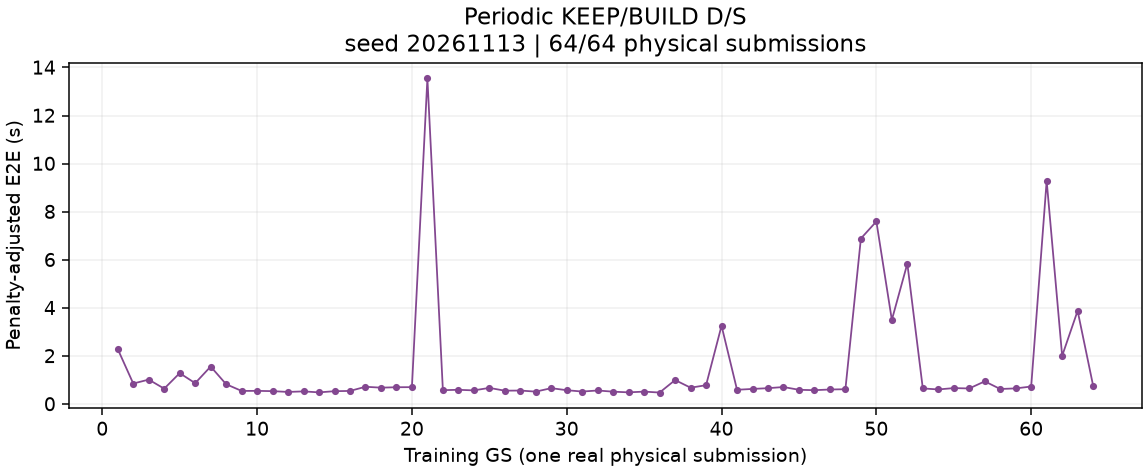 Periodic KEEP/BUILD D/S
seed 20261113 | 64/64 physical submissions
Penalty-adjusted E2E (s)
14
12
10
8
6
4
2
0
0 10 20 30 40 50 60
Training GS (one real physical submission)